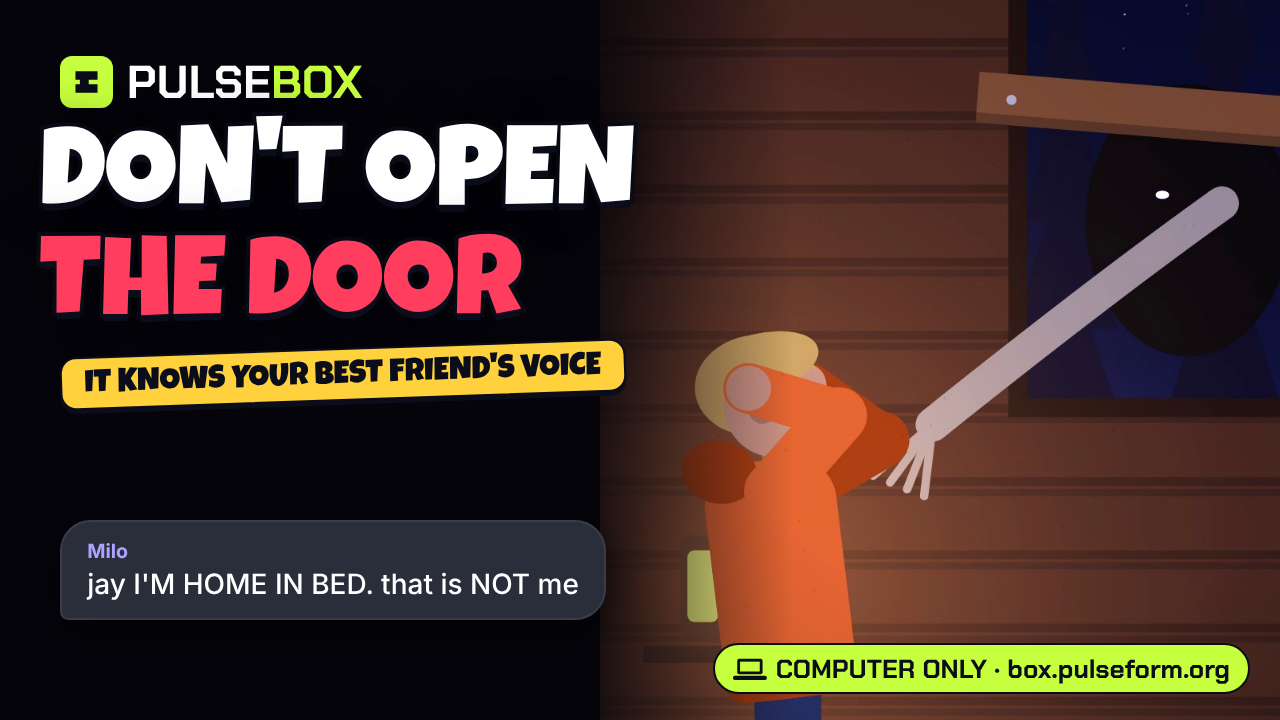 PULSEBOX
DON'T OPEN
THE DOOR
IT KNOWS YOUR BEST FRIEND'S VOICE
Milo
jay I'M HOME IN BED. that is NOT me
COMPUTER ONLY · box.pulseform.org